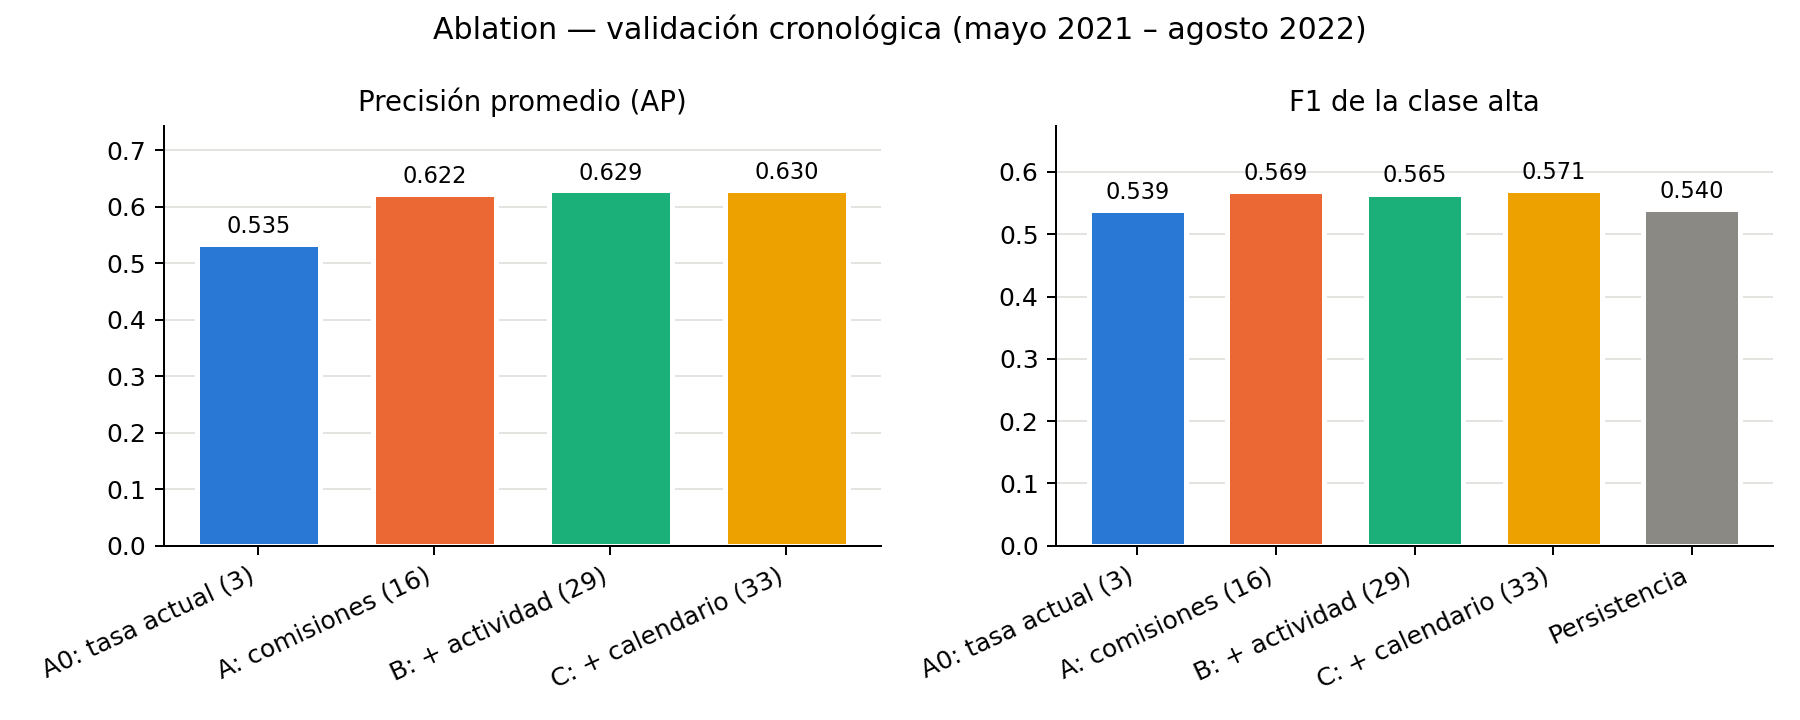 Ablation — validación cronológica (mayo 2021 – agosto 2022)
Precisión promedio (AP)
0.7
0.6
0.5
0.4
0.3
0.2
0.1
0.0
0.535
0.622
0.629
0.630
A0: tasa actual (3)
A: comisiones (16)
B: + actividad (29)
C: + calendario (33)
F1 de la clase alta
0.6
0.5
0.4
0.3
0.2
0.1
0.0
0.539
0.569
0.565
0.571
0.540
A0: tasa actual (3)
A: comisiones (16)
B: + actividad (29)
C: + calendario (33)
Persistencia